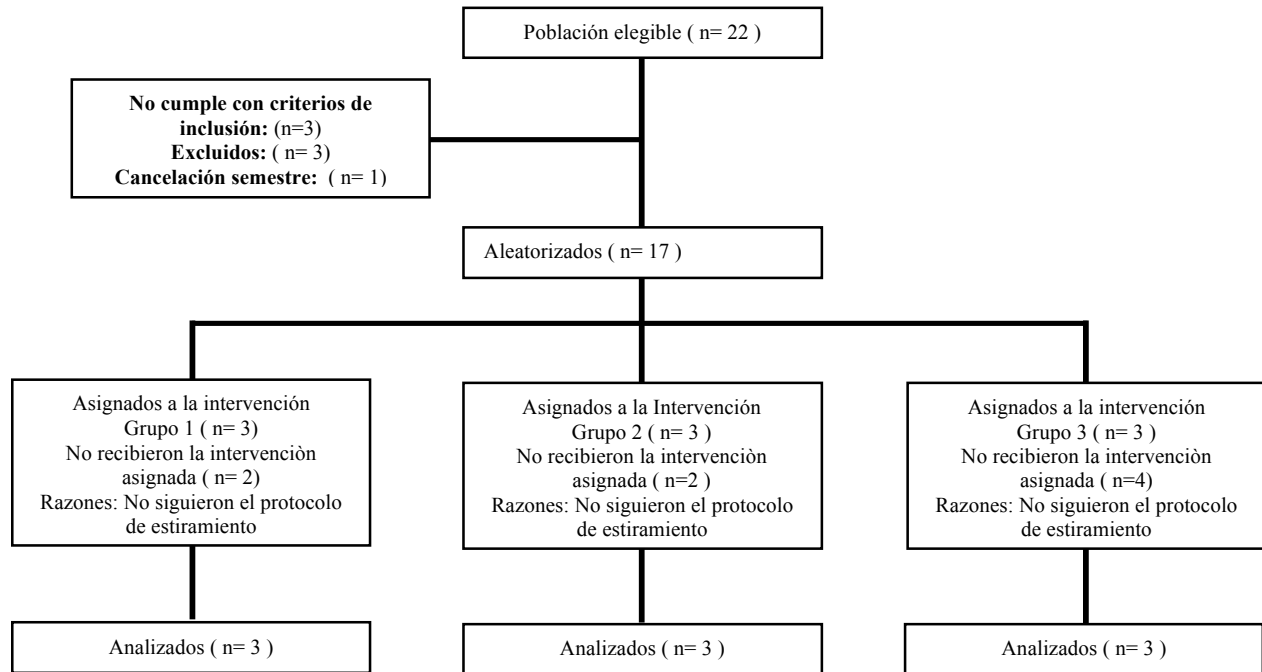 Población elegible ( n= 22 )
No cumple con criterios de
inclusión: (n=3)
Excluidos: ( n= 3)
Cancelación semestre: ( n= 1)
Aleatorizados ( n= 17 )
Asignados a la intervención
Grupo 1 ( n= 3)
No recibieron la intervenciòn
asignada ( n= 2)
Razones: No siguieron el protocolo
de estiramiento
Asignados a la Intervención
Grupo 2 ( n= 3 )
No recibieron la intervenciòn
asignada ( n=2 )
Razones: No siguieron el protocolo
de estiramiento
Asignados a la intervención
Grupo 3 ( n= 3 )
No recibieron la intervenciòn
asignada ( n=4)
Razones: No siguieron el protocolo
de estiramiento
Analizados ( n= 3 )
Analizados ( n= 3 )
Analizados ( n= 3 )